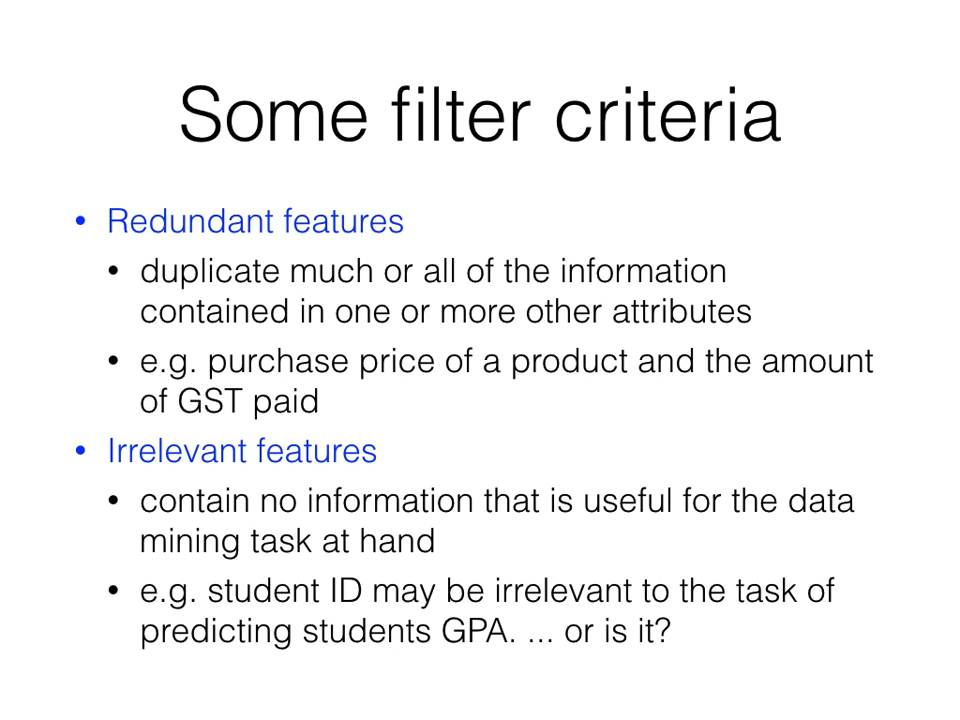 Some filter criteria
• Redundant features
• duplicate much or all of the information
contained in one or more other attributes
• e.g. purchase price of a product and the amount
of GST paid
• Irrelevant features
• contain no information that is useful for the data
mining task at hand
• e.g. student ID may be irrelevant to the task of
predicting students GPA. ... or is it?